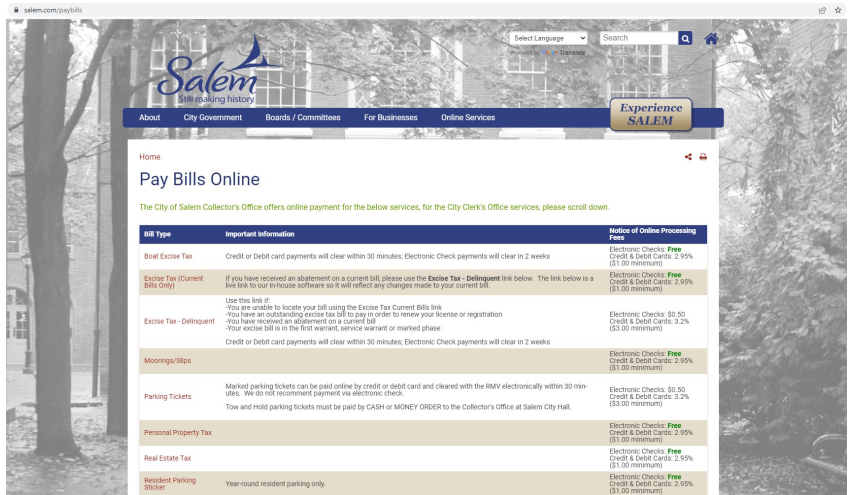 salem.com/paybills
Select Language
Search
Powered by Google Translate
Salem
Still making history
About City Government Boards / Committees For Businesses Online Services
Experience
SALEM
Home
Pay Bills Online
The City of Salem Collector's Office offers online payment for the below services, for the City Clerk's Office services, please scroll down.
Bill Type Important Information Notice of Online Processing
Fees
Boat Excise Tax Credit or Debit card payments will clear within 30 minutes; Electronic Check payments will clear in 2 weeks
Electronic Checks: Free
Credit & Debit Cards: 2.95%
($1.00 minimum)
Excise Tax (Current
Bills Only)
If you have received an abatement on a current bill, please use the Excise Tax - Delinquent link below. The link below is a
live link to our in-house software so it will reflect any changes made to your current bill.
Electronic Checks: Free
Credit & Debit Cards: 2.95%
($1.00 minimum)
Excise Tax - Delinquent
Use this link if:
-You are unable to locate your bill using the Excise Tax Current Bills link
-You have an outstanding excise tax bill to pay in order to renew your license or registration
-You have received an abatement on a current bill
-Your excise bill is in the first warrant, service warrant or marked phase
Credit or Debit card payments will clear within 30 minutes; Electronic Check payments will clear in 2 weeks
Electronic Checks: $0.50
Credit & Debit Cards: 3.2%
($3.00 minimum)
Moorings/Slips
Electronic Checks: Free
Credit & Debit Cards: 2.95%
($1.00 minimum)
Parking Tickets
Marked parking tickets can be paid online by credit or debit card and cleared with the RMV electronically within 30 min-
utes. We do not recomment payment via electronic check.
Tow and Hold parking tickets must be paid by CASH or MONEY ORDER to the Collector's Office at Salem City Hall.
Electronic Checks: $0.50
Credit & Debit Cards: 3.2%
($3.00 minimum)
Personal Property Tax
Electronic Checks: Free
Credit & Debit Cards: 2.95%
($1.00 minimum)
Real Estate Tax
Electronic Checks: Free
Credit & Debit Cards: 2.95%
($1.00 minimum)
Resident Parking
Sticker
Year-round resident parking only.
Electronic Checks: Free
Credit & Debit Cards: 2.95%
($1.00 minimum)